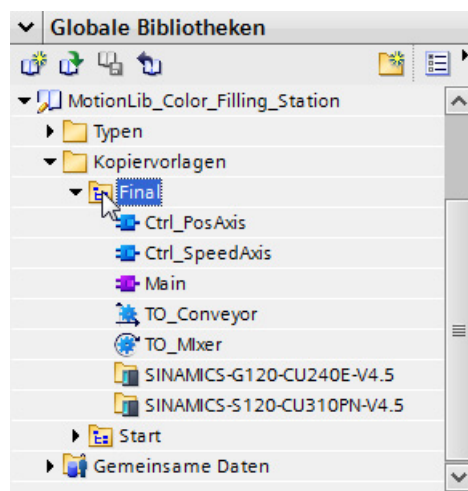 Globale Bibliotheken
MotionLib_Color_Filling_Station
Typen
Kopiervorlagen
Final
Ctrl_PosAxis
Ctrl_SpeedAxis
Main
TO_Conveyor
TO_MIxer
SINAMICS-G120-CU240E-V4.5
SINAMICS-S120-CU310PN-V4.5
Start
Gemeinsame Daten